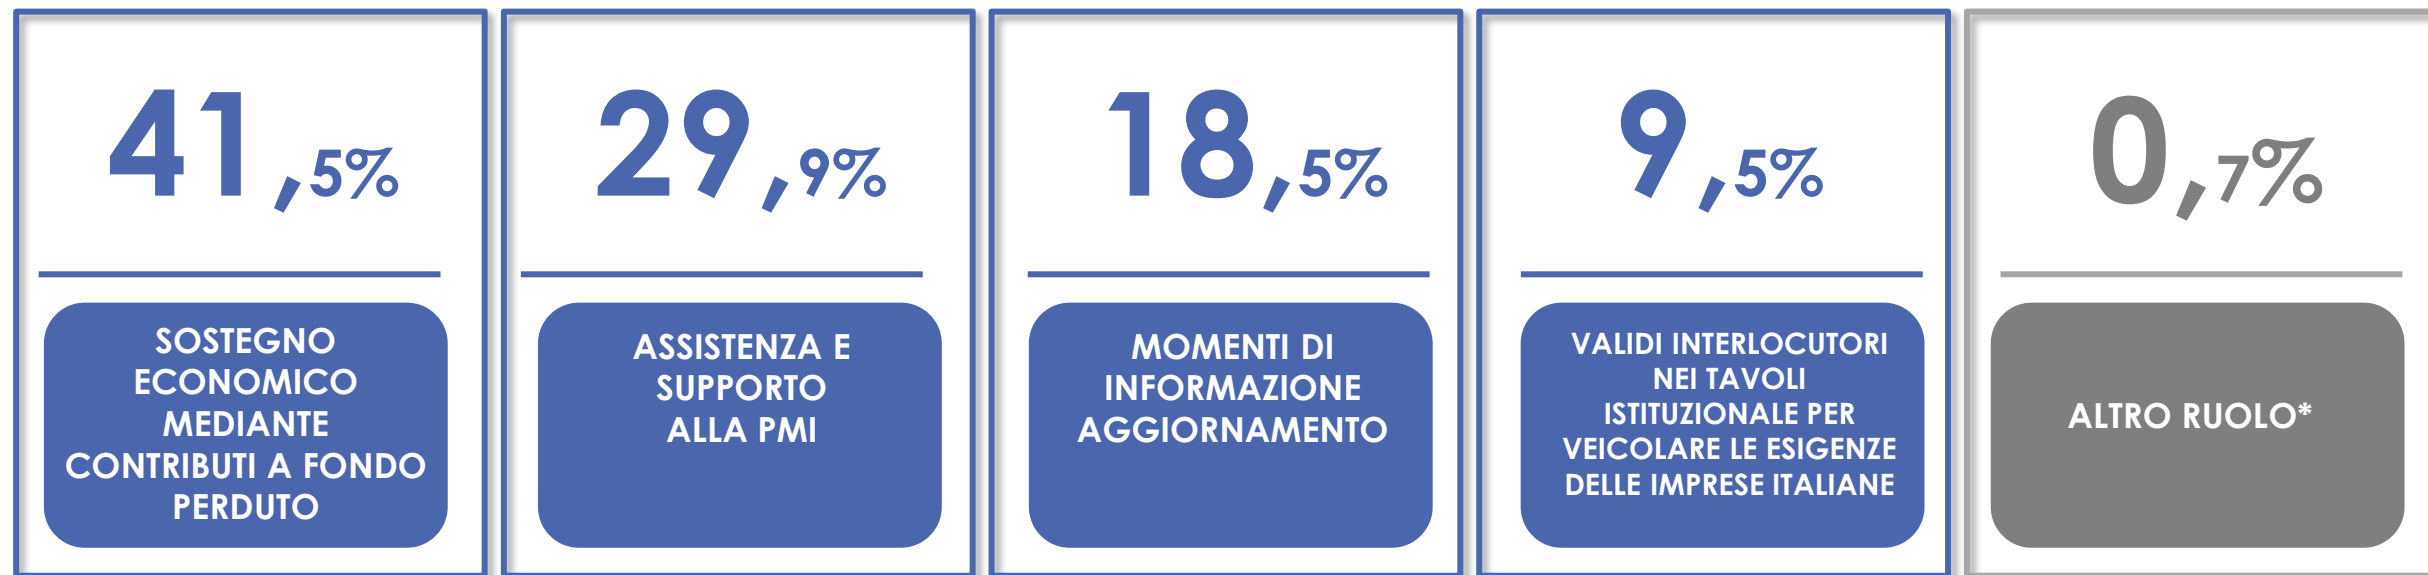 41,5%
SOSTEGNO
ECONOMICO
MEDIANTE
CONTRIBUTI A FONDO
PERDUTO
29,9%
ASSISTENZA E
SUPPORTO
ALLA PMI
18,5%
MOMENTI DI
INFORMAZIONE
AGGIORNAMENTO
9,5%
VALIDI INTERLOCUTORI
NEI TAVOLI
ISTITUZIONALE PER
VEICOLARE LE ESIGENZE
DELLE IMPRESE ITALIANE
0,7%
ALTRO RUOLO*